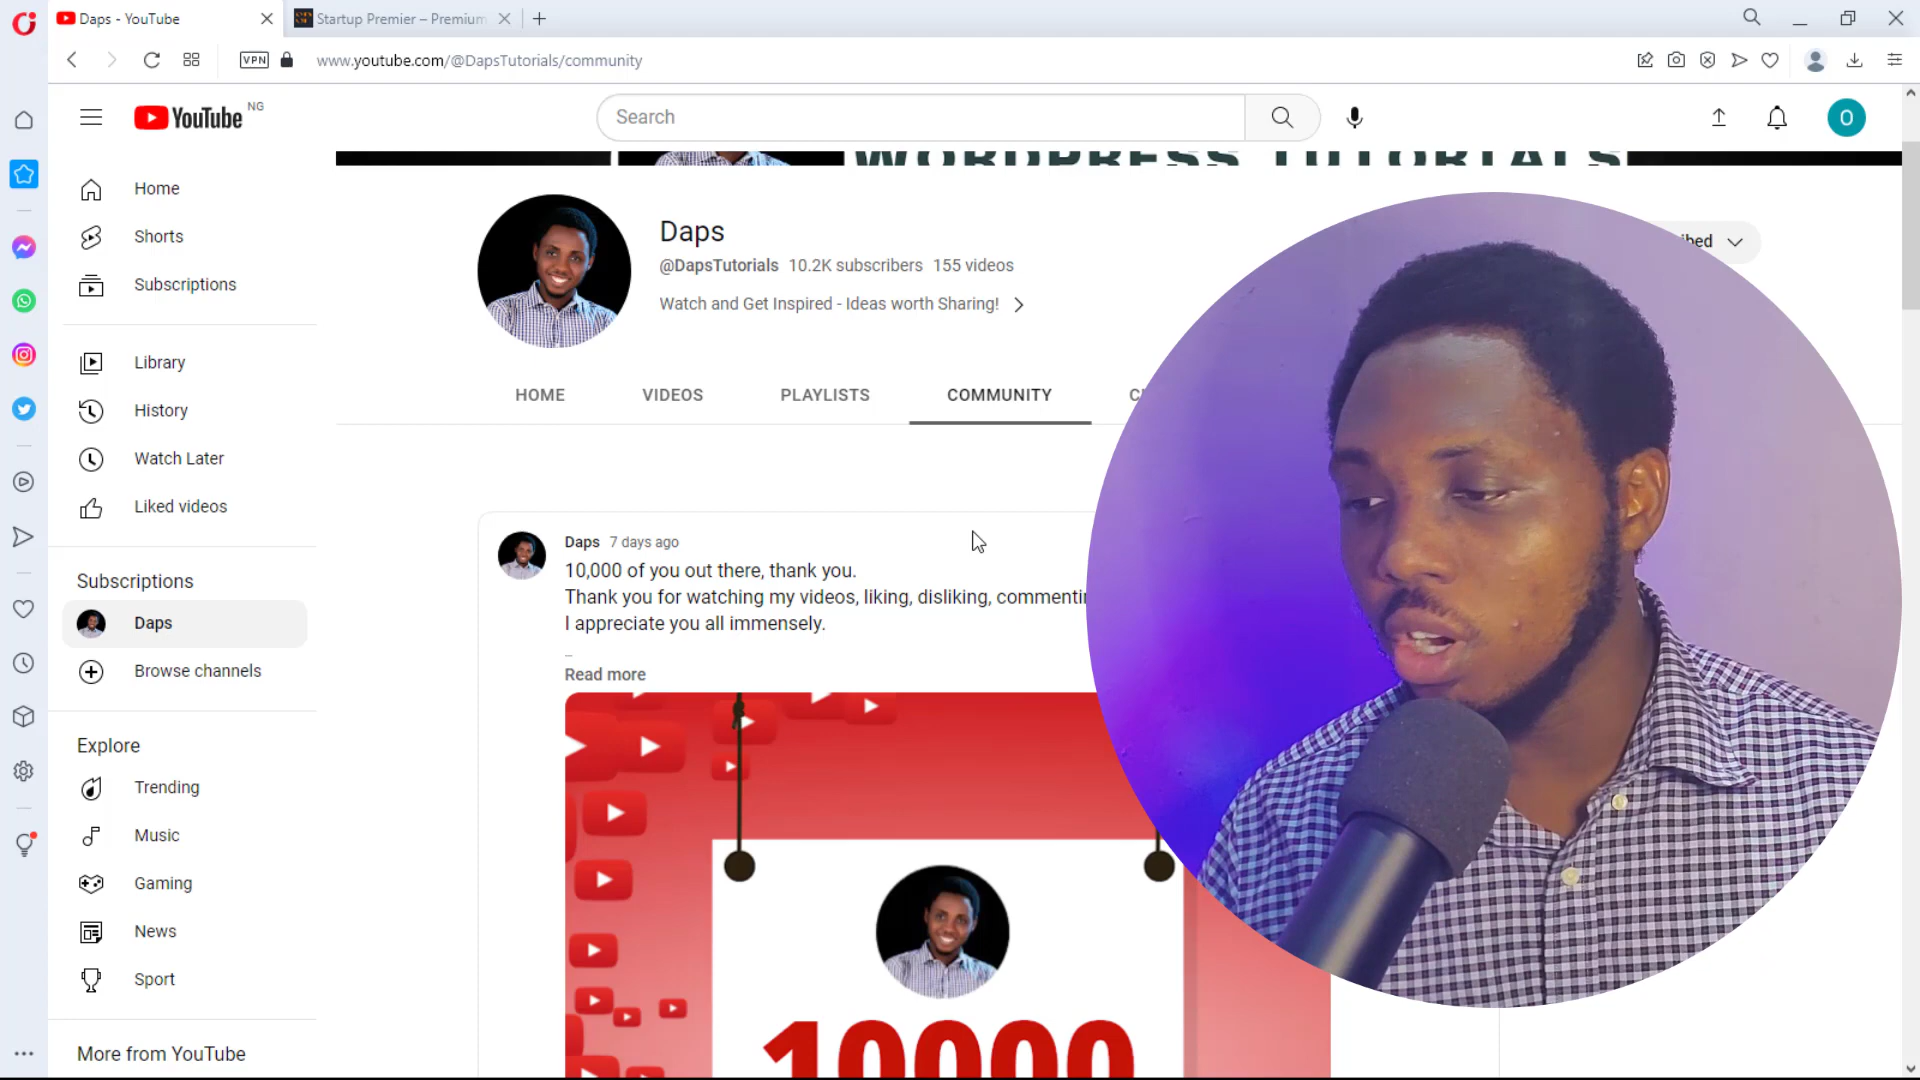 Daps - YouTube
Startup Premier – Premium
VPN
www.youtube.com/@DapsTutorials/community
YouTube NG
Search
O
WORDPRESS TUTORIALS
Home
Shorts
Subscriptions
Library
History
Watch Later
Liked videos
Subscriptions
Daps
Browse channels
Explore
Trending
Music
Gaming
News
Sport
More from YouTube
Daps
@DapsTutorials 10.2K subscribers 155 videos
Watch and Get Inspired - Ideas worth Sharing!
HOME
VIDEOS
PLAYLISTS
COMMUNITY
Daps 7 days ago
10,000 of you out there, thank you.
Thank you for watching my videos, liking, disliking,
I appreciate you all immensely.
Read more
10000